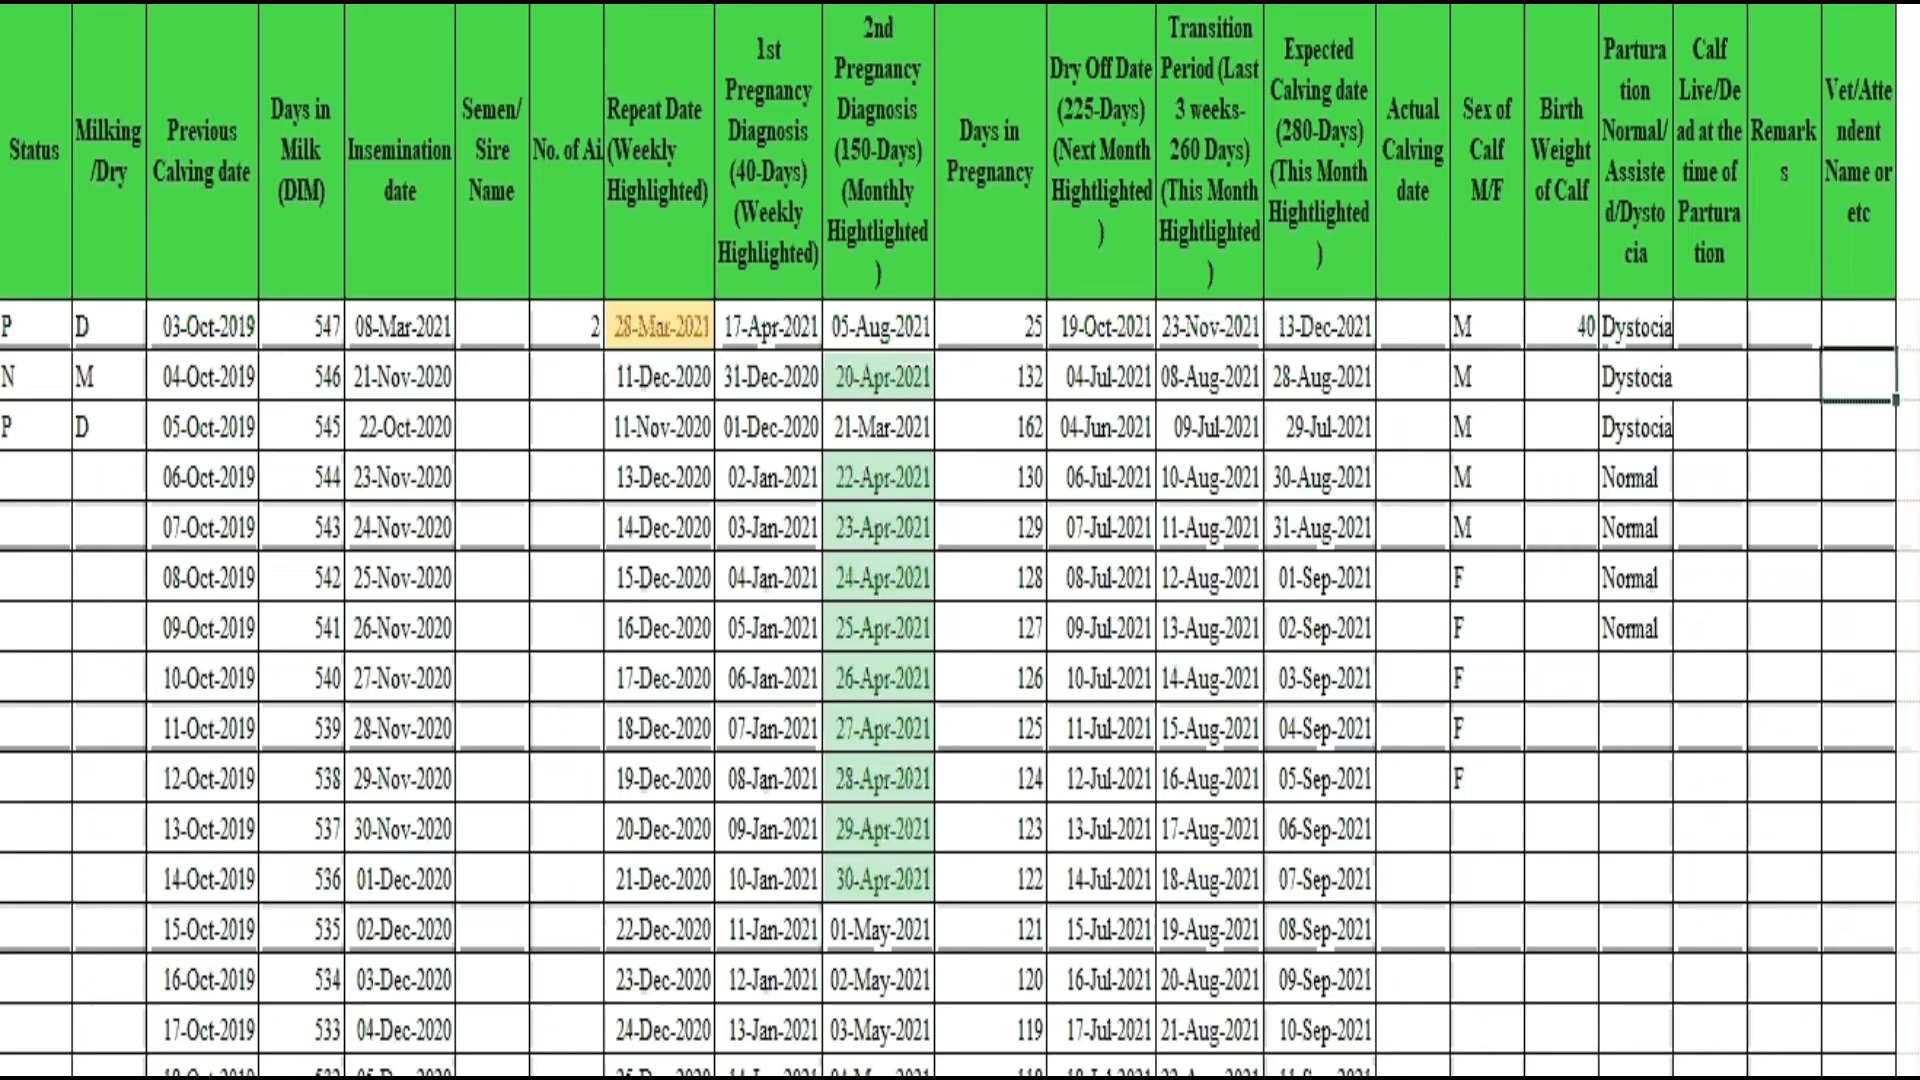 Status
Milking
/Dry
Previous
Calving date
Days in
Milk
(DIM)
Insemination
date
Semen/
Sire
Name
No. of Ai
Repeat Date
(Weekly
Highlighted)
1st
Pregnancy
Diagnosis
(40-Days)
(Weekly
Highlighted)
2nd
Pregnancy
Diagnosis
(150-Days)
(Monthly
Hightlighted
)
Days in
Pregnancy
Dry Off Date
(225-Days)
(Next Month
Hightlighted
)
Transition
Period (Last
3 weeks-
260 Days)
(This Month
Hightlighted
)
Expected
Calving date
(280-Days)
(This Month
Hightlighted
)
Actual
Calving
date
Sex of
Calf
M/F
Birth
Weight
of Calf
Partura
tion
Normal/
Assiste
d/Dysto
cia
Calf
Live/De
ad at the
time of
Partura
tion
Remark
s
Vet/Atte
ndent
Name or
etc
P D 03-Oct-2019 547 08-Mar-2021 2 28-Mar-2021 17-Apr-2021 05-Aug-2021 25 19-Oct-2021 23-Nov-2021 13-Dec-2021 M 40 Dystocia
N M 04-Oct-2019 546 21-Nov-2020 11-Dec-2020 31-Dec-2020 20-Apr-2021 132 04-Jul-2021 08-Aug-2021 28-Aug-2021 M Dystocia
P D 05-Oct-2019 545 22-Oct-2020 11-Nov-2020 01-Dec-2020 21-Mar-2021 162 04-Jun-2021 09-Jul-2021 29-Jul-2021 M Dystocia
06-Oct-2019 544 23-Nov-2020 13-Dec-2020 02-Jan-2021 22-Apr-2021 130 06-Jul-2021 10-Aug-2021 30-Aug-2021 M Normal
07-Oct-2019 543 24-Nov-2020 14-Dec-2020 03-Jan-2021 23-Apr-2021 129 07-Jul-2021 11-Aug-2021 31-Aug-2021 M Normal
08-Oct-2019 542 25-Nov-2020 15-Dec-2020 04-Jan-2021 24-Apr-2021 128 08-Jul-2021 12-Aug-2021 01-Sep-2021 F Normal
09-Oct-2019 541 26-Nov-2020 16-Dec-2020 05-Jan-2021 25-Apr-2021 127 09-Jul-2021 13-Aug-2021 02-Sep-2021 F Normal
10-Oct-2019 540 27-Nov-2020 17-Dec-2020 06-Jan-2021 26-Apr-2021 126 10-Jul-2021 14-Aug-2021 03-Sep-2021 F
11-Oct-2019 539 28-Nov-2020 18-Dec-2020 07-Jan-2021 27-Apr-2021 125 11-Jul-2021 15-Aug-2021 04-Sep-2021 F
12-Oct-2019 538 29-Nov-2020 19-Dec-2020 08-Jan-2021 28-Apr-2021 124 12-Jul-2021 16-Aug-2021 05-Sep-2021 F
13-Oct-2019 537 30-Nov-2020 20-Dec-2020 09-Jan-2021 29-Apr-2021 123 13-Jul-2021 17-Aug-2021 06-Sep-2021
14-Oct-2019 536 01-Dec-2020 21-Dec-2020 10-Jan-2021 30-Apr-2021 122 14-Jul-2021 18-Aug-2021 07-Sep-2021
15-Oct-2019 535 02-Dec-2020 22-Dec-2020 11-Jan-2021 01-May-2021 121 15-Jul-2021 19-Aug-2021 08-Sep-2021
16-Oct-2019 534 03-Dec-2020 23-Dec-2020 12-Jan-2021 02-May-2021 120 16-Jul-2021 20-Aug-2021 09-Sep-2021
17-Oct-2019 533 04-Dec-2020 24-Dec-2020 13-Jan-2021 03-May-2021 119 17-Jul-2021 21-Aug-2021 10-Sep-2021